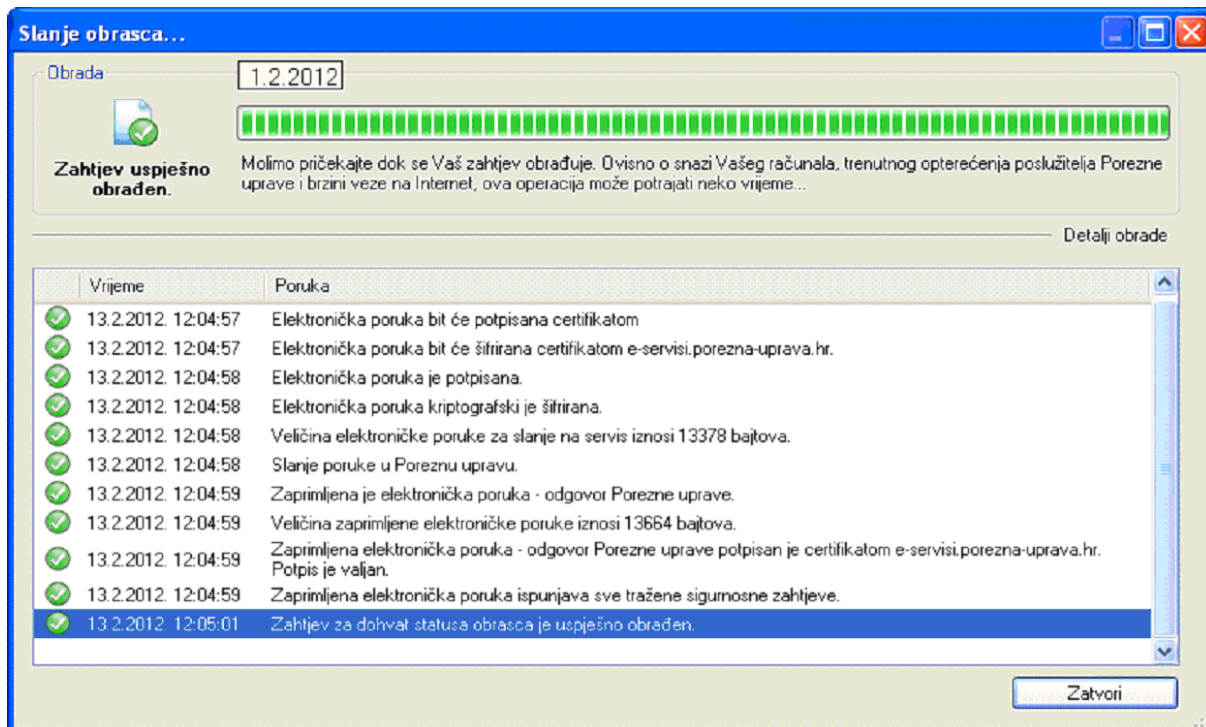 Slanje obrasca...
Obrada
1.2.2012
Zahtjev uspješno
obrađen.
Molimo pričekajte dok se Vaš zahtjev obrađuje. Ovisno o snazi Vašeg računala, trenutnog opterećenja poslužitelja Porezne
uprave i brzini veze na Internet, ova operacija može potrajati neko vrijeme...
Detalji obrade
Vrijeme Poruka
13.2.2012. 12:04:57 Elektronička poruka bit će potpisana certifikatom
13.2.2012. 12:04:57 Elektronička poruka bit će šifrirana certifikatom e-servisi.porezna-uprava.hr.
13.2.2012. 12:04:58 Elektronička poruka je potpisana.
13.2.2012. 12:04:58 Elektronička poruka kriptografski je šifrirana.
13.2.2012. 12:04:58 Veličina elektroničke poruke za slanje na servis iznosi 13378 bajtova.
13.2.2012. 12:04:58 Slanje poruke u Poreznu upravu.
13.2.2012. 12:04:59 Zaprimljena je elektronička poruka - odgovor Porezne uprave.
13.2.2012. 12:04:59 Veličina zaprimljene elektroničke poruke iznosi 13664 bajtova.
13.2.2012. 12:04:59 Zaprimljena elektronička poruka - odgovor Porezne uprave potpisan je certifikatom e-servisi.porezna-uprava.hr.
Potpis je valjan.
13.2.2012. 12:04:59 Zaprimljena elektronička poruka ispunjava sve tražene sigurnosne zahtjeve.
13.2.2012. 12:05:01 Zahtjev za dohvat statusa obrasca je uspješno obrađen.
Zatvori